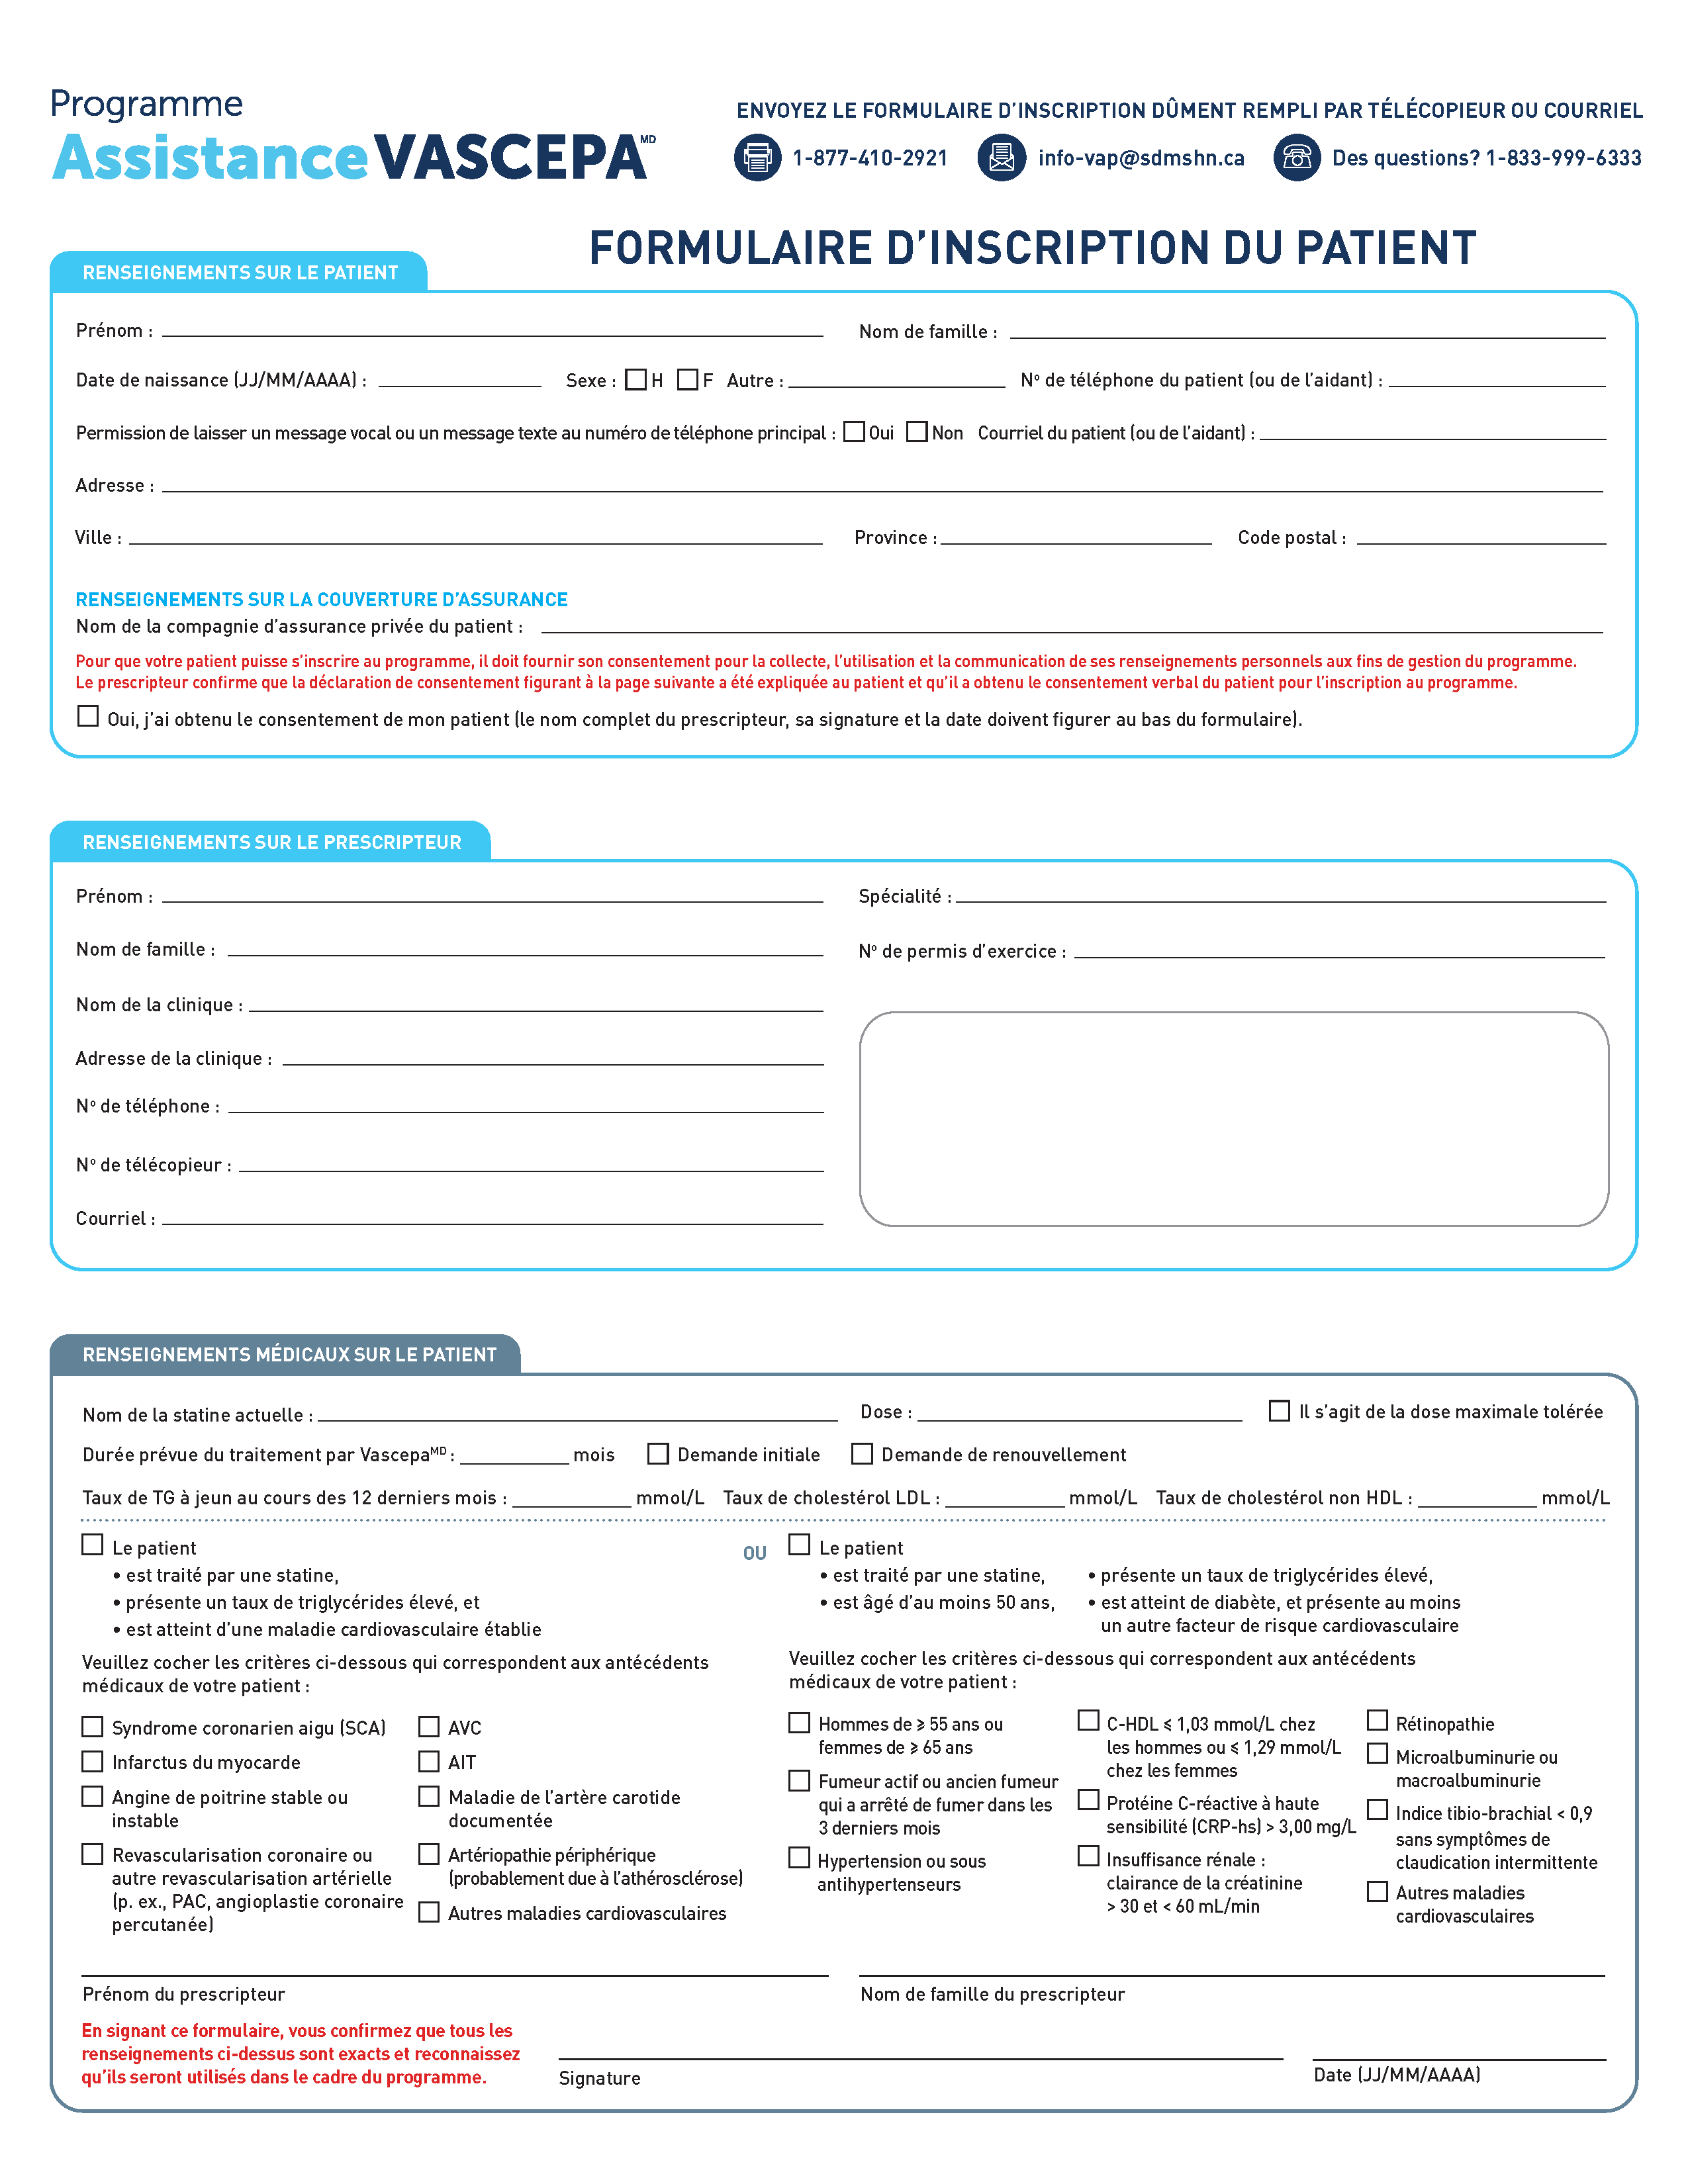 Programme
Assistance VASCEPA MD
ENVOYEZ LE FORMULAIRE D’INSCRIPTION DÛMENT REMPLI PAR TÉLÉCOPIEUR OU COURRIEL
1-877-410-2921 info-vap@sdmshn.ca Des questions? 1-833-999-6333
FORMULAIRE D’INSCRIPTION DU PATIENT
RENSEIGNEMENTS SUR LE PATIENT
Prénom : Nom de famille :
Date de naissance (JJ/MM/AAAA) : Sexe : H F Autre : Nº de téléphone du patient (ou de l’aidant) :
Permission de laisser un message vocal ou un message texte au numéro de téléphone principal : Oui Non Courriel du patient (ou de l’aidant) :
Adresse :
Ville : Province : Code postal :
RENSEIGNEMENTS SUR LA COUVERTURE D’ASSURANCE
Nom de la compagnie d’assurance privée du patient :
Pour que votre patient puisse s’inscrire au programme, il doit fournir son consentement pour la collecte, l’utilisation et la communication de ses renseignements personnels aux fins de gestion du programme.
Le prescripteur confirme que la déclaration de consentement figurant à la page suivante a été expliquée au patient et qu’il a obtenu le consentement verbal du patient pour l’inscription au programme.
Oui, j’ai obtenu le consentement de mon patient (le nom complet du prescripteur, sa signature et la date doivent figurer au bas du formulaire).
RENSEIGNEMENTS SUR LE PRESCRIPTEUR
Prénom : Spécialité :
Nom de famille : Nº de permis d’exercice :
Nom de la clinique :
Adresse de la clinique :
Nº de téléphone :
Nº de télécopieur :
Courriel :
RENSEIGNEMENTS MÉDICAUX SUR LE PATIENT
Nom de la statine actuelle : Dose : Il s’agit de la dose maximale tolérée
Durée prévue du traitement par Vascepa MD : mois Demande initiale Demande de renouvellement
Taux de TG à jeun au cours des 12 derniers mois : mmol/L Taux de cholestérol LDL : mmol/L Taux de cholestérol non HDL : mmol/L
Le patient
• est traité par une statine,
• présente un taux de triglycérides élevé, et
• est atteint d’une maladie cardiovasculaire établie
Veuillez cocher les critères ci-dessous qui correspondent aux antécédents
médicaux de votre patient :
Syndrome coronarien aigu (SCA)
Infarctus du myocarde
Angine de poitrine stable ou
instable
Revascularisation coronaire ou
autre revascularisation artérielle
(p. ex., PAC, angioplastie coronaire
percutanée)
AVC
AIT
Maladie de l’artère carotide
documentée
Artériopathie périphérique
(probablement due à l’athérosclérose)
Autres maladies cardiovasculaires
OU
Le patient
• est traité par une statine,
• est âgé d’au moins 50 ans,
• présente un taux de triglycérides élevé,
• est atteint de diabète, et présente au moins
un autre facteur de risque cardiovasculaire
Veuillez cocher les critères ci-dessous qui correspondent aux antécédents
médicaux de votre patient :
Hommes de ≥ 55 ans ou
femmes de ≥ 65 ans
Fumeur actif ou ancien fumeur
qui a arrêté de fumer dans les
3 derniers mois
Hypertension ou sous
antihypertenseurs
C-HDL ≤ 1,03 mmol/L chez
les hommes ou ≤ 1,29 mmol/L
chez les femmes
Protéine C-réactive à haute
sensibilité (CRP-hs) > 3,00 mg/L
Insuffisance rénale :
clairance de la créatinine
> 30 et < 60 mL/min
Rétinopathie
Microalbuminurie ou
macroalbuminurie
Indice tibio-brachial < 0,9
sans symptômes de
claudication intermittente
Autres maladies
cardiovasculaires
Prénom du prescripteur Nom de famille du prescripteur
En signant ce formulaire, vous confirmez que tous les
renseignements ci-dessus sont exacts et reconnaissez
qu’ils seront utilisés dans le cadre du programme.
Signature Date (JJ/MM/AAAA)